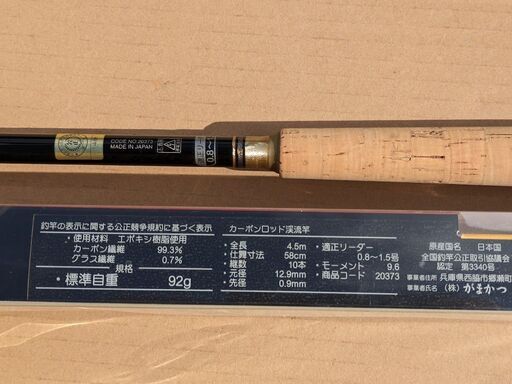 CODE NO.20373
MADE IN JAPAN
0.8～
釣竿の表示に関する公正競争規約に基づく表示
・使用材料 エポキシ樹脂使用
カーボン繊維 99.3%
グラス繊維 0.7%
規格
・標準自重 92g
カーボンロッド渓流竿
・全長 4.5m
・仕舞寸法 58cm
・継数 10本
・元径 12.9mm
・先径 0.9mm
・適正リーダー
0.8～1.5号
・モーメント 9.6
・商品コード 20373
原産国名 日本国
全国釣竿公正取引協議会
認定 第3340号
事業者住所 兵庫県西脇市郷瀬町
事業者氏名 (株)がまかつ